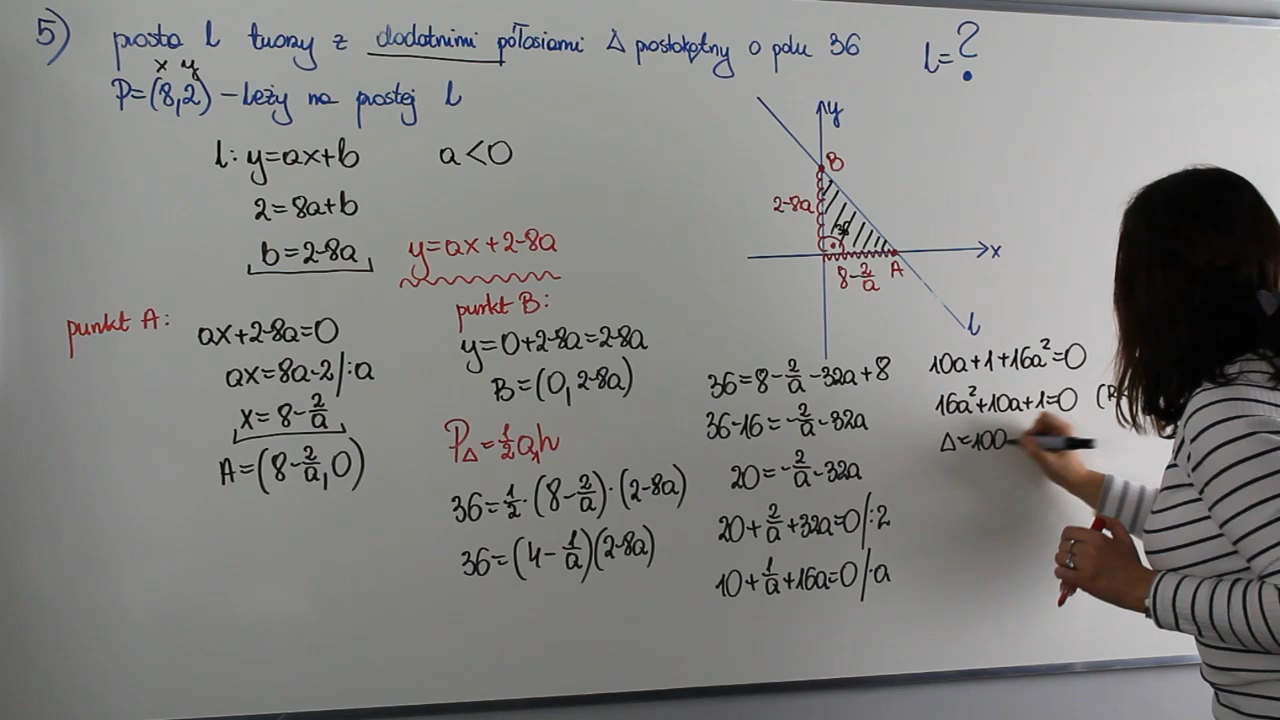 5) prosta l tworzy z dodatnimi półosiami Δ prostokątny o polu 36
l=?
x y
P=(8,2) - leży na prostej l
l: y=ax+b a<0
2=8a+b
b=2-8a
y=ax+2-8a
punkt A:
ax+2-8a=0
ax=8a-2/:a
x=8-2/a
A=(8-2/a,0)
punkt B:
y=0+2-8a=2-8a
B=(0,2-8a)
P△=1/2a·h
36=1/2·(8-2/a)·(2-8a)
36=(4-1/a)(2-8a)
y
B
2-8a
36
x
8-2/a A
l
36=8-2/a-32a+8
36-16=-2/a-32a
20=-2/a-32a
20+2/a+32a=0/:2
10+1/a+16a=0/·a
10a+1+16a²=0
16a²+10a+1=0
Δ=100-